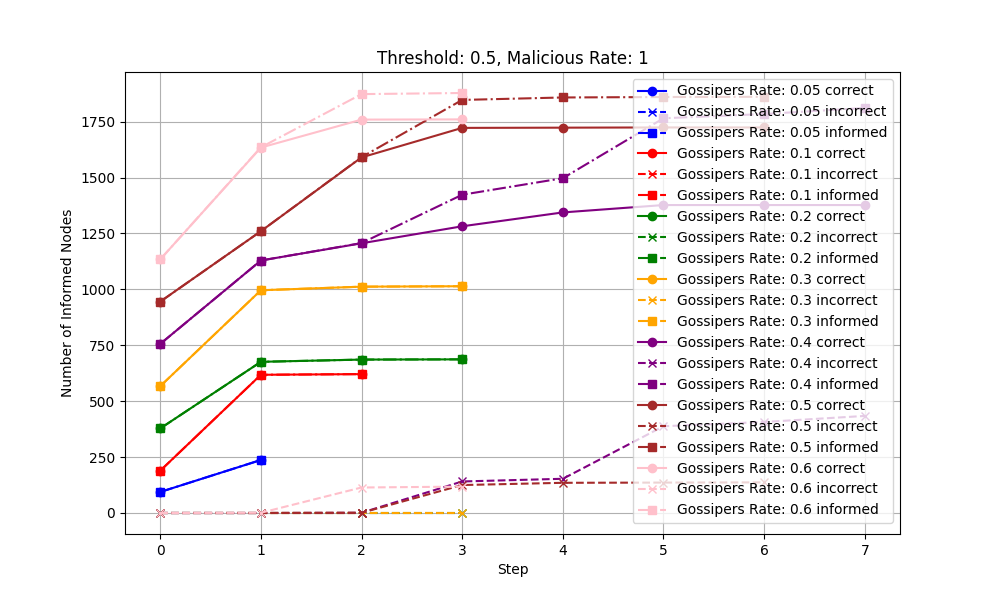 Threshold: 0.5, Malicious Rate: 1
Number of Informed Nodes
1750
1500
1250
1000
750
500
250
0
0 1 2 3 4 5 6 7
Step
Gossipers Rate: 0.05 correct
Gossipers Rate: 0.05 incorrect
Gossipers Rate: 0.05 informed
Gossipers Rate: 0.1 correct
Gossipers Rate: 0.1 incorrect
Gossipers Rate: 0.1 informed
Gossipers Rate: 0.2 correct
Gossipers Rate: 0.2 incorrect
Gossipers Rate: 0.2 informed
Gossipers Rate: 0.3 correct
Gossipers Rate: 0.3 incorrect
Gossipers Rate: 0.3 informed
Gossipers Rate: 0.4 correct
Gossipers Rate: 0.4 incorrect
Gossipers Rate: 0.4 informed
Gossipers Rate: 0.5 correct
Gossipers Rate: 0.5 incorrect
Gossipers Rate: 0.5 informed
Gossipers Rate: 0.6 correct
Gossipers Rate: 0.6 incorrect
Gossipers Rate: 0.6 informed